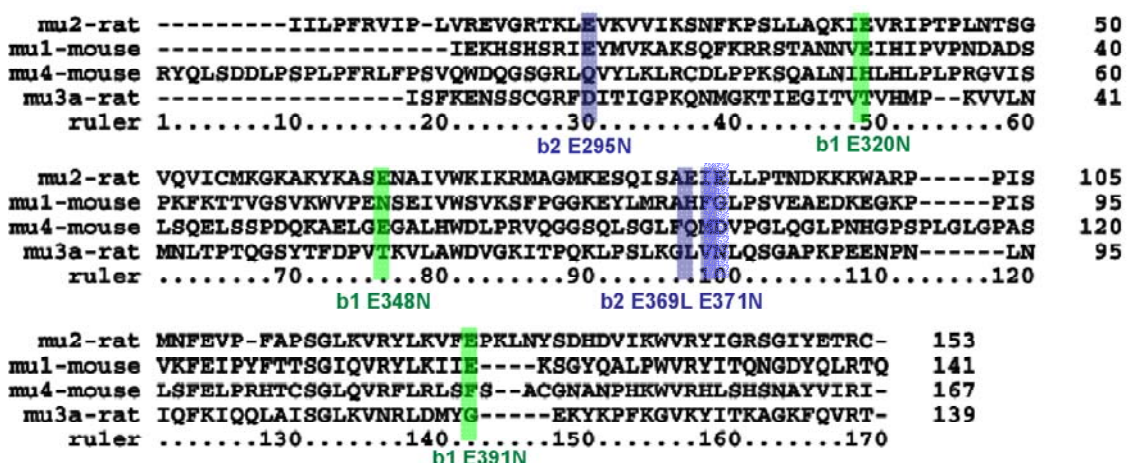 mu2-rat ---------IILPFRVIP-LVREVGRTKLEVKVVIKSNFKPSLLAQKIEVRIPTPLNTSG 50
mu1-mouse --------------------IEKHSHSRIEYMVKAKSQFKRRSTANNVEIHIPVPNDADS 40
mu4-mouse RYQLSDDLPSPLPFRLFPSVQWDQGSGRLQVYLKLRCDLPPKSQALNIHLHLPLPRGVIS 60
mu3a-rat -----------------ISFKENSSCGRFDITIGPKQNMGKTIEGITVTVHMP--KVVLN 41
ruler 1.......10........20........30........40........50........60
b2 E295N b1 E320N
mu2-rat VQVICMKGKAKYKASENAIVWKIKRMAGMKESQISAEIELLPTNDKKKWARP-----PIS 105
mu1-mouse PKFKTTVGSVKWVPENSEIVWSVKSFPGGKEYLMRAHFGLPSVEAEDKEGKP-----PIS 95
mu4-mouse LSQELSSPDQKAELGEGALHWDLPRVQGGSQLSGLFQMDVPGLQGLPNHGPSPLGLGPAS 120
mu3a-rat MNLTPTQGSYTFDPVTKVLAWDVGKITPQKLPSLKGLVNLQSGAPKPEENPN------LN 95
ruler ........70........80........90.......100.......110.......120
b1 E348N b2 E369L E371N
mu2-rat MNFEVP-FAPSGLKVRYLKVFEPKLNYSDHDVIKWVRYIGRSGIYETRC- 153
mu1-mouse VKFEIPYFTTSGIQVRYLKIIE----KSGYQALPWVRYITQNGDYQLRTQ 141
mu4-mouse LSFELPRHTCSGLQVRFLRLSFS--ACGNANPHKWVRHLSHSNAYVIRI- 167
mu3a-rat IQFKIQQLAISGLKVNRLDMYG-----EKYKPFKGVKYITKAGKFQVRT- 139
ruler .......130.......140.......150.......160.......170
b1 E391N